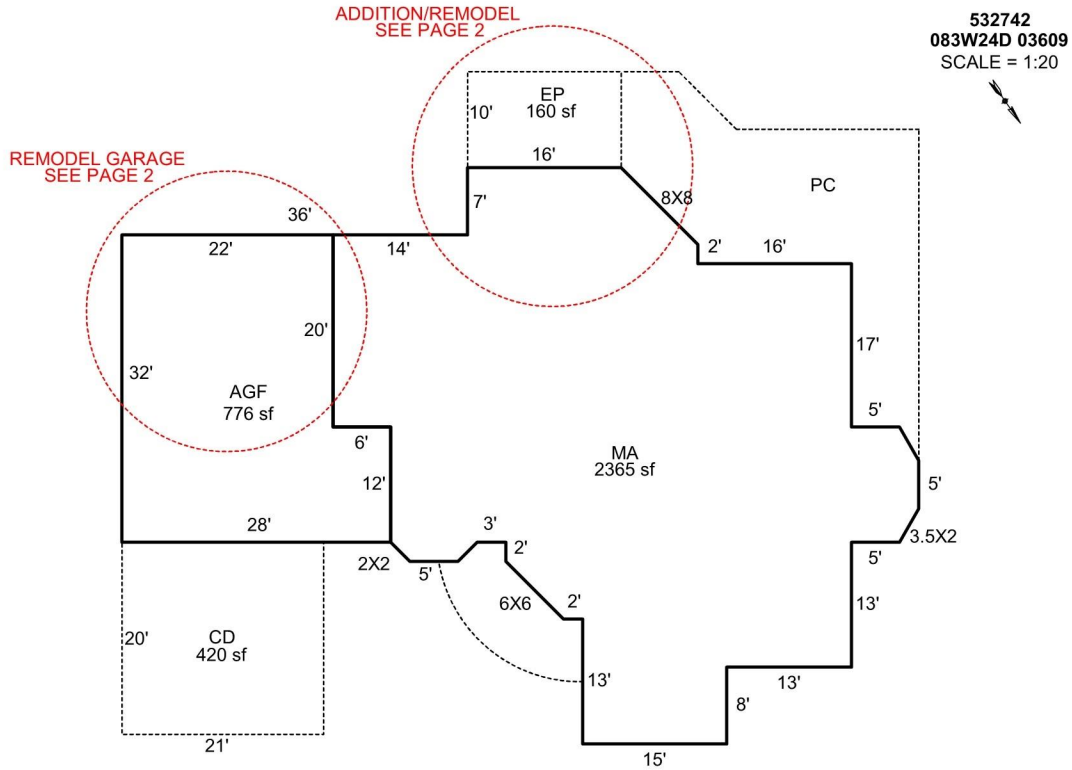 ADDITION/REMODEL
SEE PAGE 2
532742
083W24D 03609
SCALE = 1:20
EP
160 sf
10'
16'
REMODEL GARAGE
SEE PAGE 2
PC
8X8
7'
36'
22'
14'
2'
16'
20'
17'
32'
AGF
776 sf
5'
6'
MA
2365 sf
12'
5'
28'
3'
2'
3.5X2
2X2
5'
5'
6X6
2'
13'
20'
CD
420 sf
13'
13'
8'
21'
15'